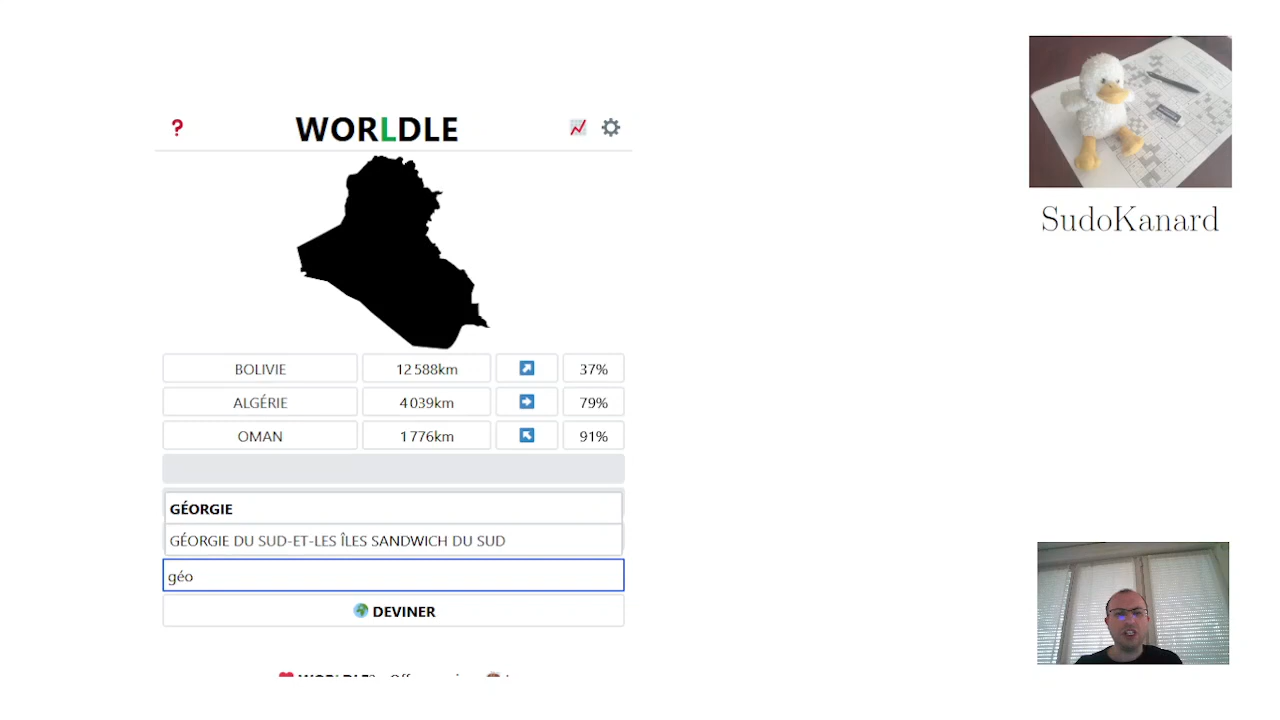 ?
WORLDLE
BOLIVIE 12 588km 37%
ALGÉRIE 4 039km 79%
OMAN 1 776km 91%
GÉORGIE
GÉORGIE DU SUD-ET-LES ÎLES SANDWICH DU SUD
géo
DEVINER
SudoKanard